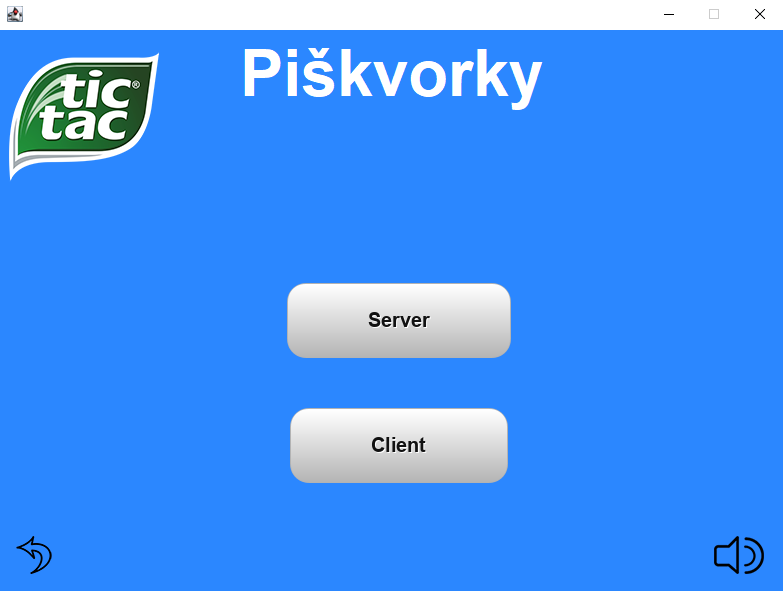 Piškvorky
tic
tac®
Server
Client